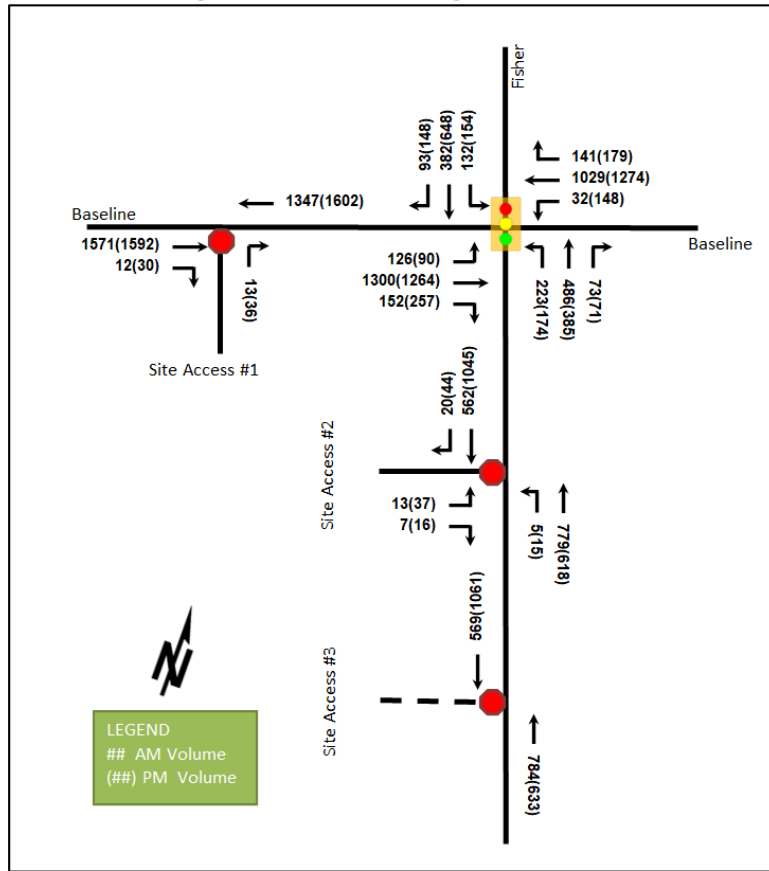 Fisher
93(148)
382(648)
132(154)
141(179)
1029(1274)
32(148)
1347(1602)
Baseline
Baseline
1571(1592)
12(30)
13(36)
126(90)
1300(1264)
152(257)
223(174)
486(385)
73(71)
Site Access #1
20(44)
562(1045)
Site Access #2
13(37)
7(16)
5(15)
779(618)
569(1061)
Site Access #3
784(633)
N
LEGEND
## AM Volume
(##) PM Volume